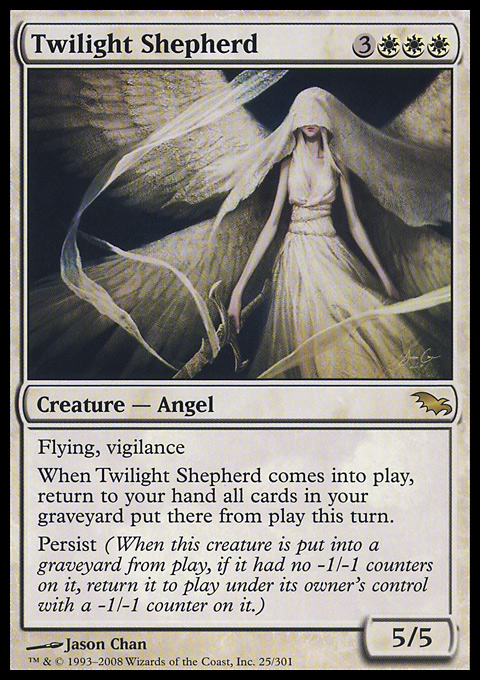 Twilight Shepherd 3
Creature — Angel
Flying, vigilance
When Twilight Shepherd comes into play,
return to your hand all cards in your
graveyard put there from play this turn.
Persist (When this creature is put into a
graveyard from play, if it had no -1/-1 counters
on it, return it to play under its owner's control
with a -1/-1 counter on it.)
Jason Chan
5/5
™ & © 1993–2008 Wizards of the Coast, Inc. 25/301